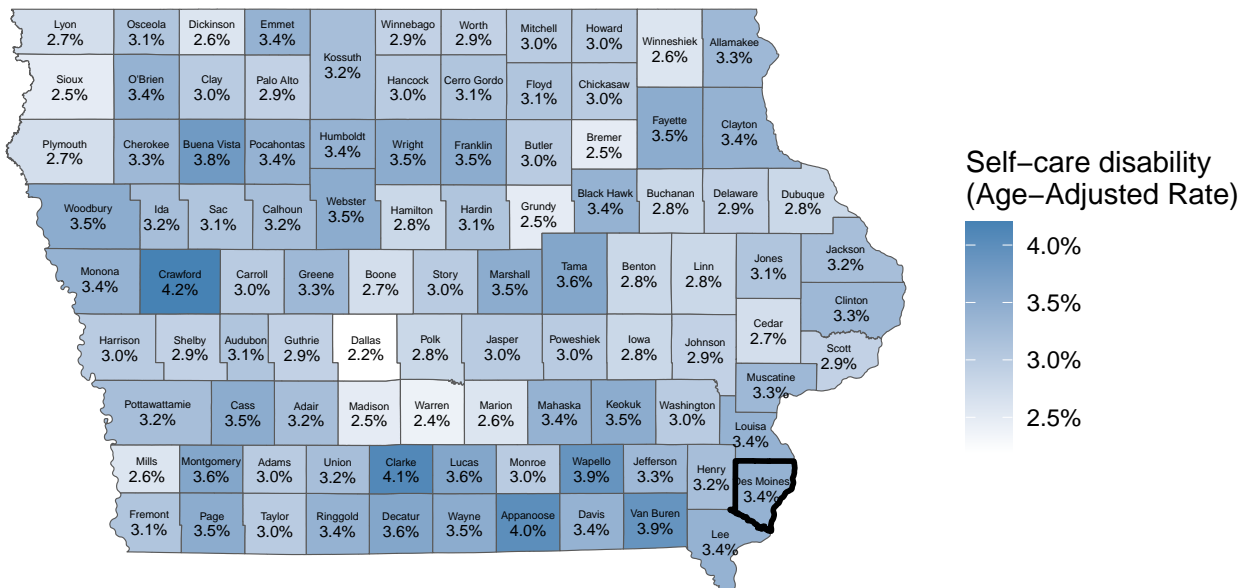 Lyon
2.7%
Osceola
3.1%
Dickinson
2.6%
Emmet
3.4%
Kossuth
3.2%
Winnebago
2.9%
Worth
2.9%
Mitchell
3.0%
Howard
3.0%
Winneshiek
2.6%
Allamakee
3.3%
Sioux
2.5%
O'Brien
3.4%
Clay
3.0%
Palo Alto
2.9%
Hancock
3.0%
Cerro Gordo
3.1%
Floyd
3.1%
Chickasaw
3.0%
Fayette
3.5%
Clayton
3.4%
Plymouth
2.7%
Cherokee
3.3%
Buena Vista
3.8%
Pocahontas
3.4%
Humboldt
3.4%
Wright
3.5%
Franklin
3.5%
Butler
3.0%
Bremer
2.5%
Woodbury
3.5%
Ida
3.2%
Sac
3.1%
Calhoun
3.2%
Webster
3.5%
Hamilton
2.8%
Hardin
3.1%
Grundy
2.5%
Black Hawk
3.4%
Buchanan
2.8%
Delaware
2.9%
Dubuque
2.8%
Monona
3.4%
Crawford
4.2%
Carroll
3.0%
Greene
3.3%
Boone
2.7%
Story
3.0%
Marshall
3.5%
Tama
3.6%
Benton
2.8%
Linn
2.8%
Jones
3.1%
Jackson
3.2%
Clinton
3.3%
Harrison
3.0%
Shelby
2.9%
Audubon
3.1%
Guthrie
2.9%
Dallas
2.2%
Polk
2.8%
Jasper
3.0%
Poweshiek
3.0%
Iowa
2.8%
Johnson
2.9%
Cedar
2.7%
Scott
2.9%
Muscatine
3.3%
Pottawattamie
3.2%
Cass
3.5%
Adair
3.2%
Madison
2.5%
Warren
2.4%
Marion
2.6%
Mahaska
3.4%
Keokuk
3.5%
Washington
3.0%
Louisa
3.4%
Mills
2.6%
Montgomery
3.6%
Adams
3.0%
Union
3.2%
Clarke
4.1%
Lucas
3.6%
Monroe
3.0%
Wapello
3.9%
Jefferson
3.3%
Henry
3.2%
Des Moines
3.4%
Fremont
3.1%
Page
3.5%
Taylor
3.0%
Ringgold
3.4%
Decatur
3.6%
Wayne
3.5%
Appanoose
4.0%
Davis
3.4%
Van Buren
3.9%
Lee
3.4%
Self−care disability
(Age−Adjusted Rate)
4.0%
3.5%
3.0%
2.5%